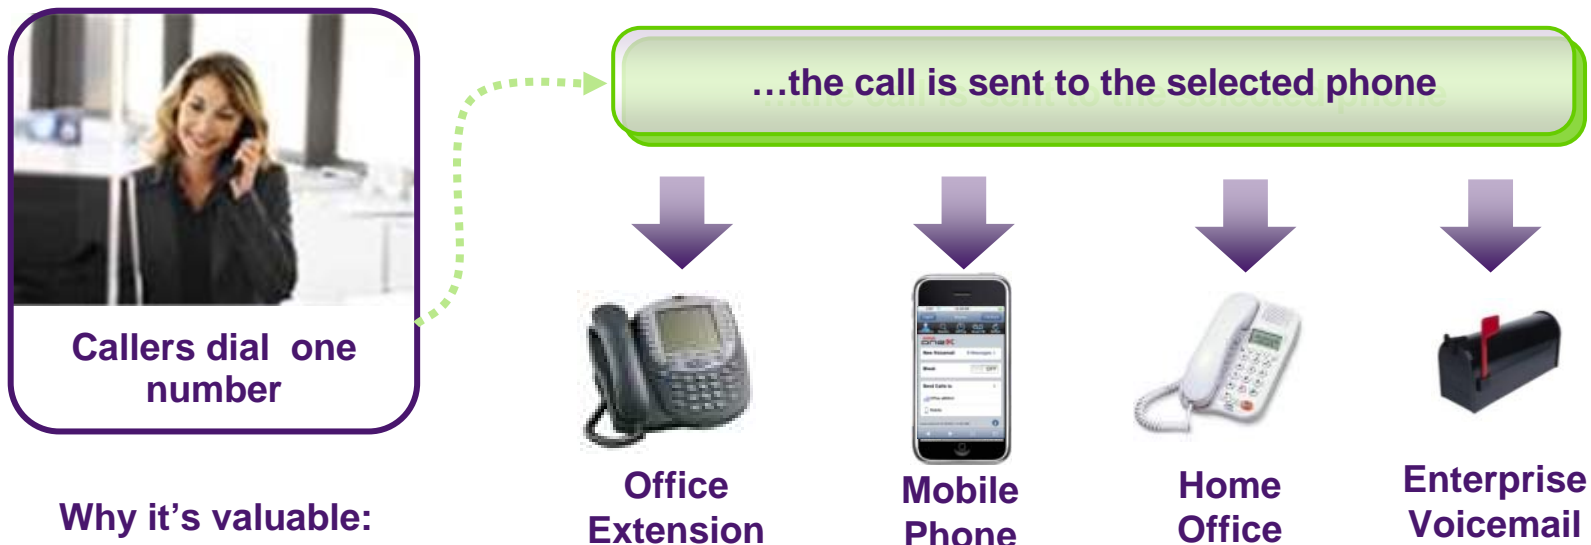 Callers dial one
number
…the call is sent to the selected phone
Office
Extension
Mobile
Phone
Home
Office
Enterprise
Voicemail
Why it’s valuable: